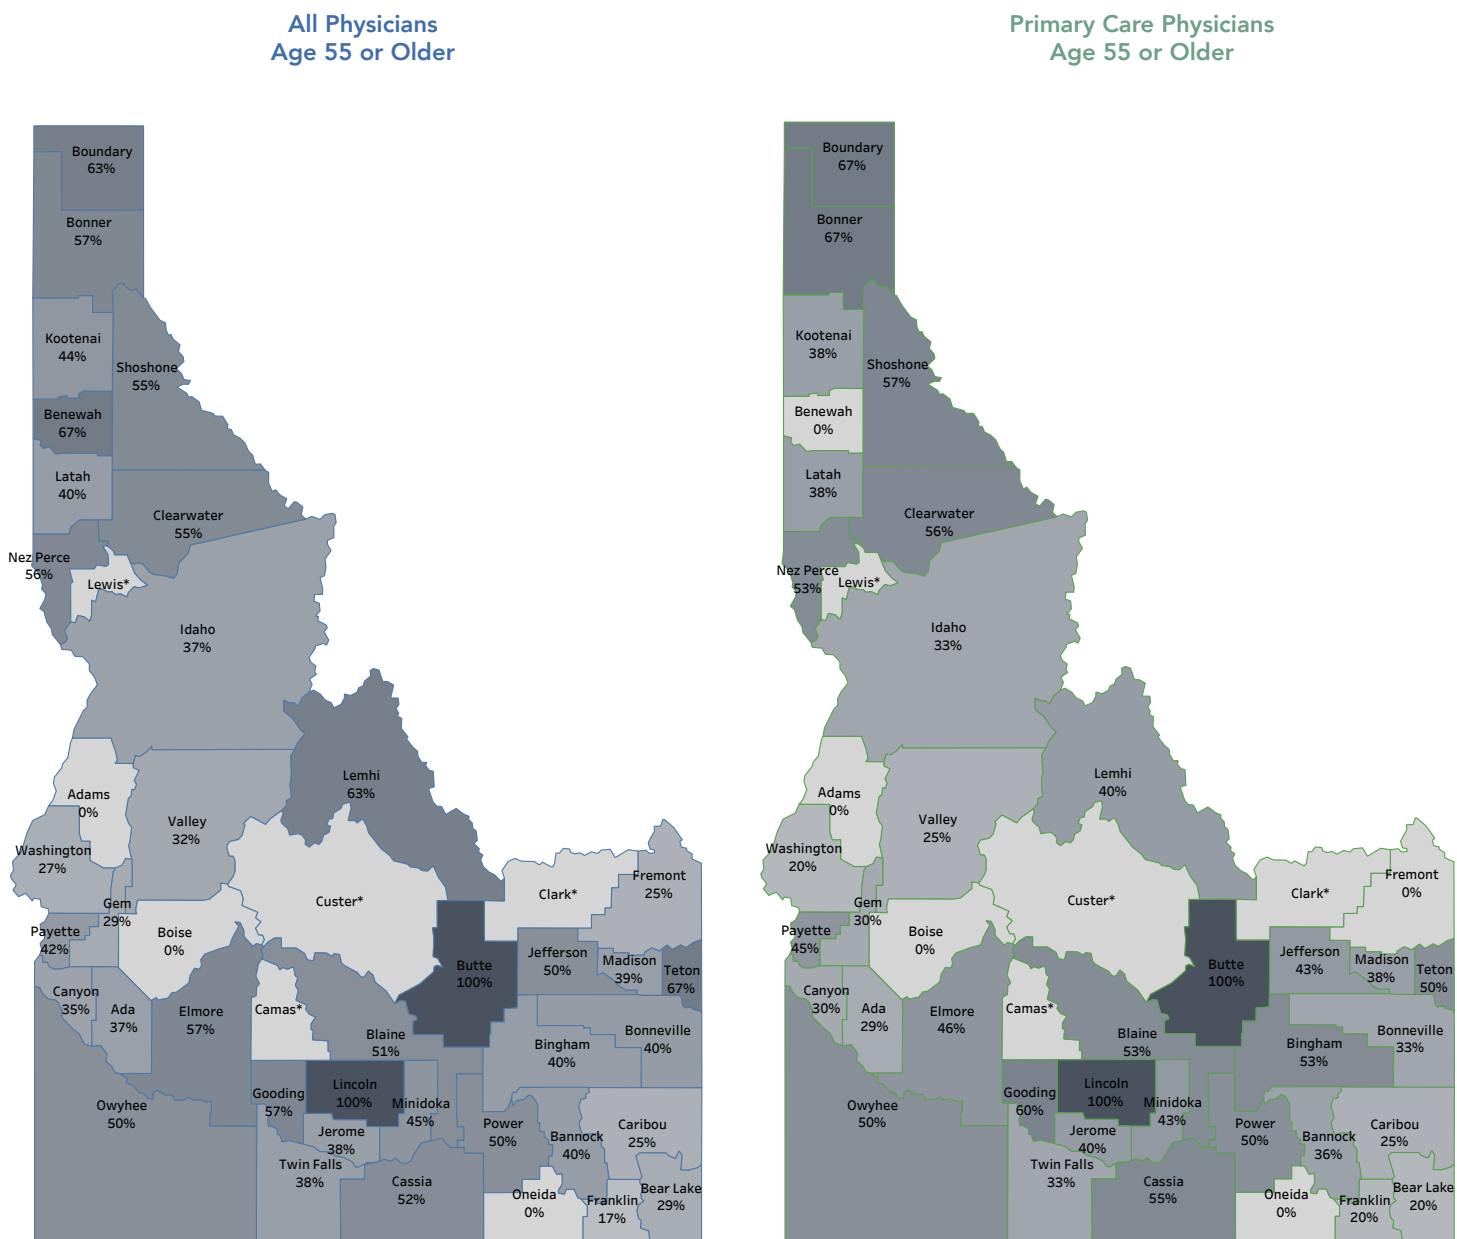 All Physicians
Age 55 or Older
Boundary
63%
Bonner
57%
Kootenai
44%
Shoshone
55%
Benewah
67%
Latah
40%
Clearwater
55%
Nez Perce
56%
Lewis*
Idaho
37%
Lemhi
63%
Adams
0%
Valley
32%
Washington
27%
Fremont
25%
Clark*
Custer*
Gem
29%
Payette
42%
Boise
0%
Jefferson
50%
Madison
39%
Teton
67%
Butte
100%
Canyon
35%
Ada
37%
Elmore
57%
Camas*
Blaine
51%
Bonneville
40%
Bingham
40%
Lincoln
100%
Gooding
57%
Minidoka
45%
Owyhee
50%
Jerome
38%
Power
50%
Caribou
25%
Bannock
40%
Twin Falls
38%
Cassia
52%
Oneida
0%
Franklin
17%
Bear Lake
29%
Primary Care Physicians
Age 55 or Older
Boundary
67%
Bonner
67%
Kootenai
38%
Shoshone
57%
Benewah
0%
Latah
38%
Clearwater
56%
Nez Perce
53%
Lewis*
Idaho
33%
Lemhi
40%
Adams
0%
Valley
25%
Washington
20%
Fremont
0%
Clark*
Custer*
Gem
30%
Payette
45%
Boise
0%
Jefferson
43%
Madison
38%
Teton
50%
Butte
100%
Canyon
30%
Ada
29%
Elmore
46%
Camas*
Blaine
53%
Bonneville
33%
Bingham
53%
Lincoln
100%
Gooding
60%
Minidoka
43%
Owyhee
50%
Jerome
40%
Power
50%
Caribou
25%
Bannock
36%
Twin Falls
33%
Cassia
55%
Oneida
0%
Franklin
20%
Bear Lake
20%